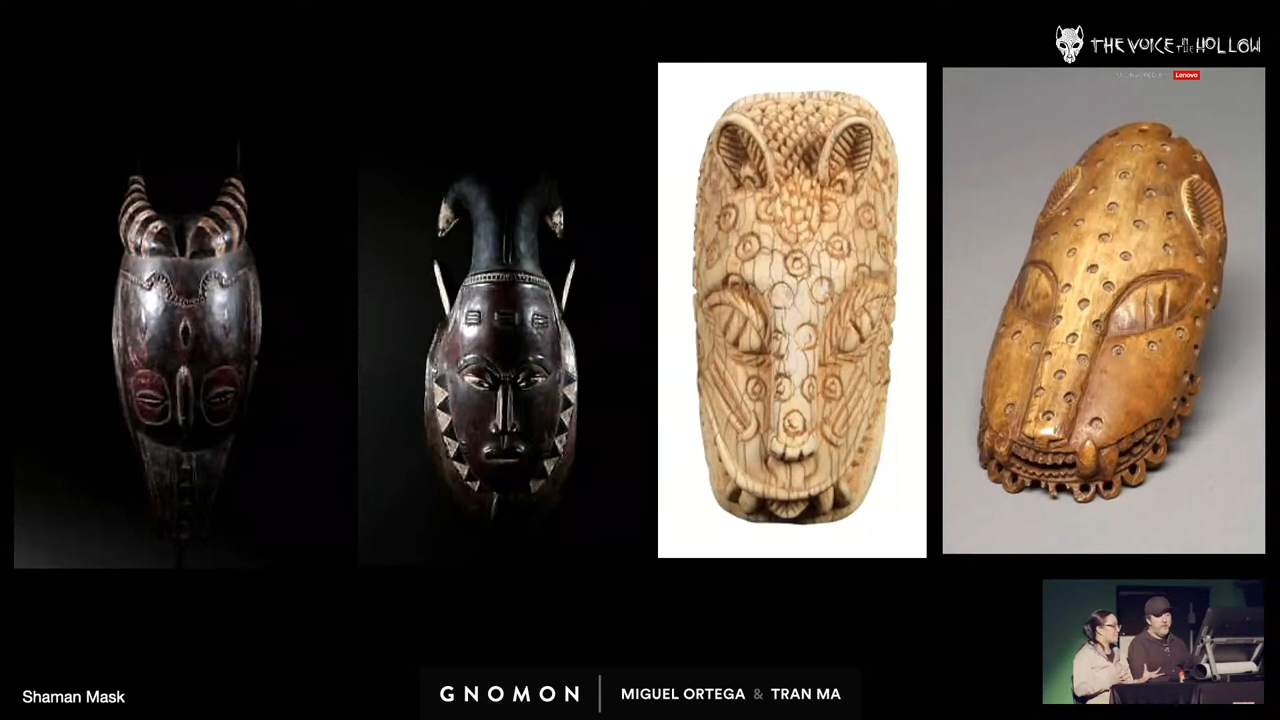 THE VOICE IN THE HOLLOW
Lenovo
Shaman Mask
GNOMON
MIGUEL ORTEGA & TRAN MA